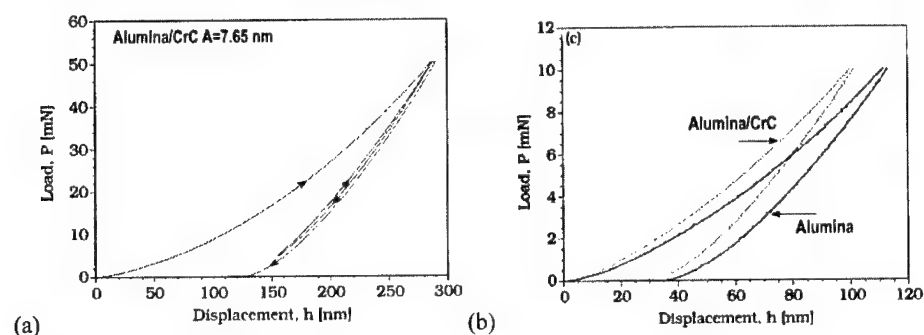 60
50
40
30
20
10
0
Load, P [mN]
Alumina/CrC Λ=7.65 nm
0 50 100 150 200 250 300
Displacement, h [nm]
(a)
12
10
8
6
4
2
0
Load, P [mN]
(c)
Alumina/CrC
Alumina
0 20 40 60 80 100 120
Displacement, h [nm]
(b)